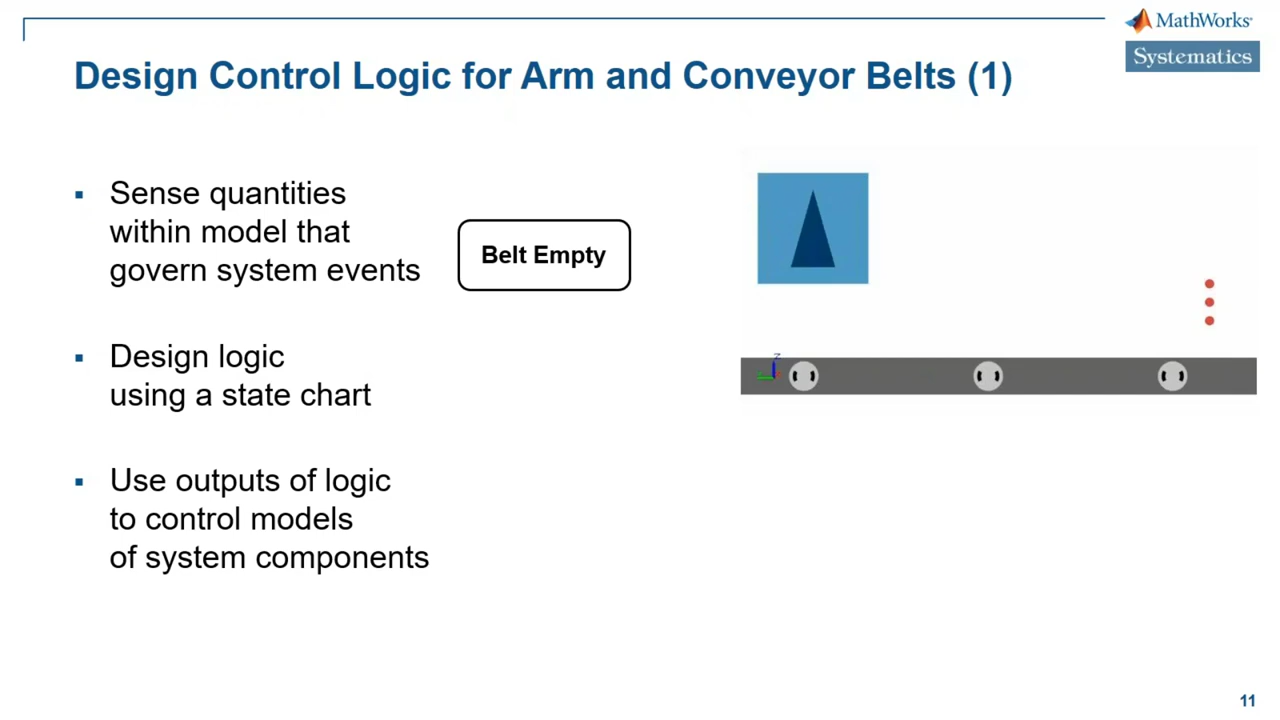 MathWorks®
Systematics
Design Control Logic for Arm and Conveyor Belts (1)
▪ Sense quantities
within model that
govern system events
Belt Empty
▪ Design logic
using a state chart
▪ Use outputs of logic
to control models
of system components
Z
11